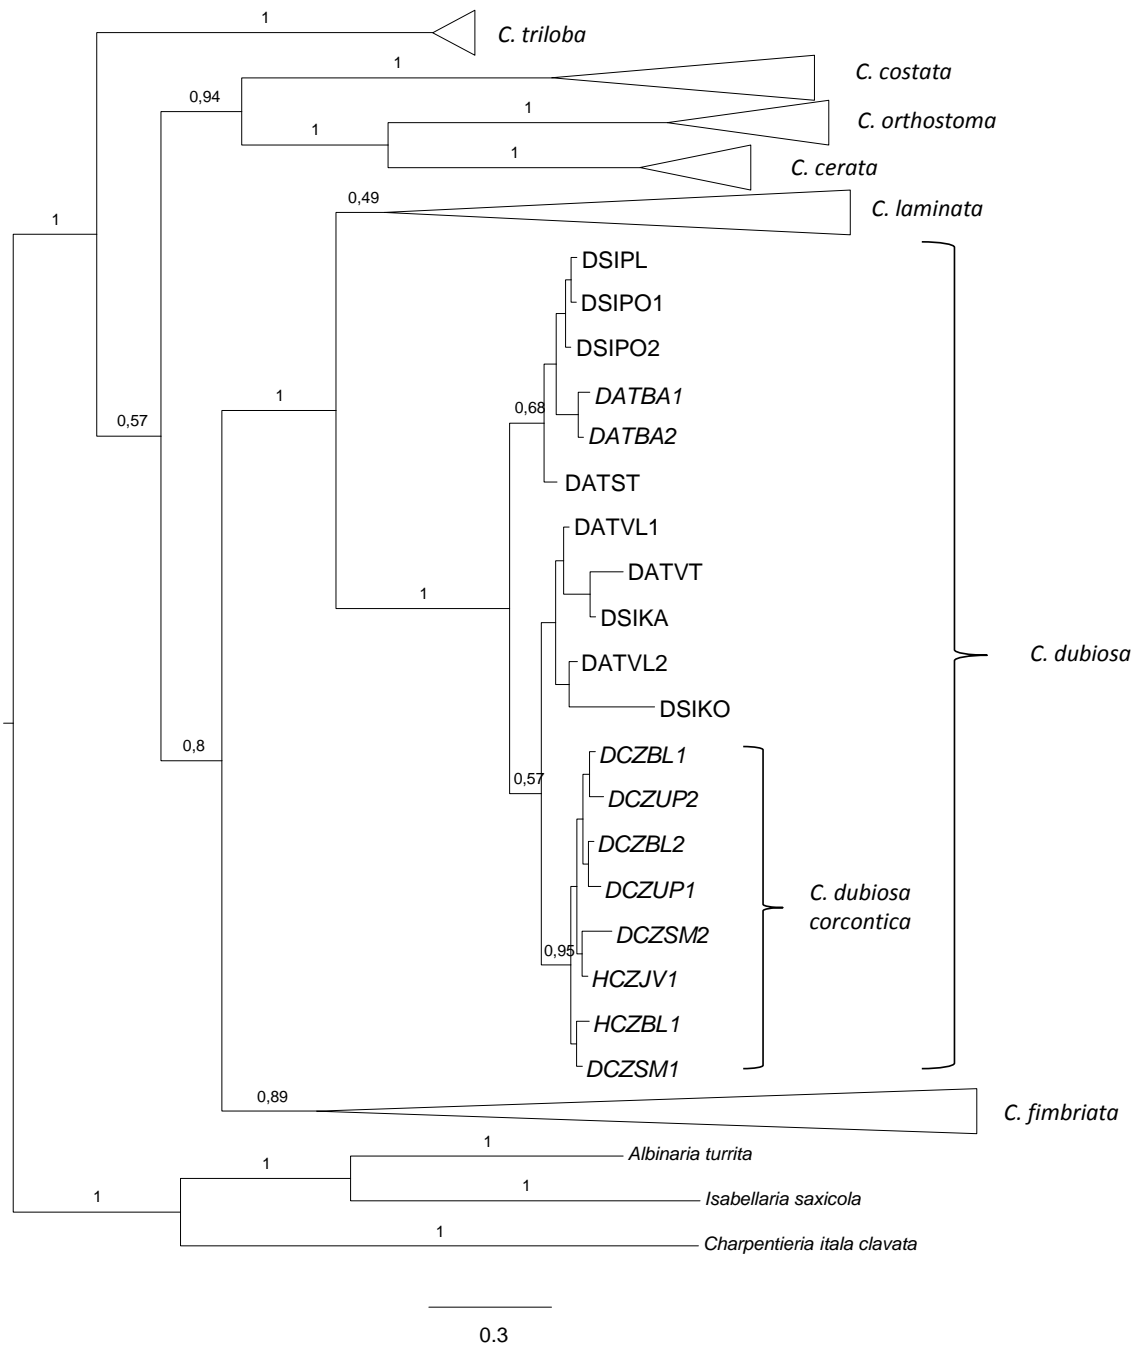 1
C. triloba
1
C. costata
0,94
1
C. orthostoma
1
1
C. cerata
0,49
C. laminata
1
DSIPL
DSIPO1
DSIPO2
1
DATBA1
0,68
0,57
DATBA2
DATST
DATVL1
DATVT
1
DSIKA
DATVL2
C. dubiosa
DSIKO
0,8
DCZBL1
0,57
DCZUP2
DCZBL2
DCZUP1
C. dubiosa
corcontica
DCZSM2
0,95
HCZJV1
HCZBL1
DCZSM1
0,89
C. fimbriata
1
Albinaria turrita
1
1
Isabellaria saxicola
1
1
Charpentieria itala clavata
0.3